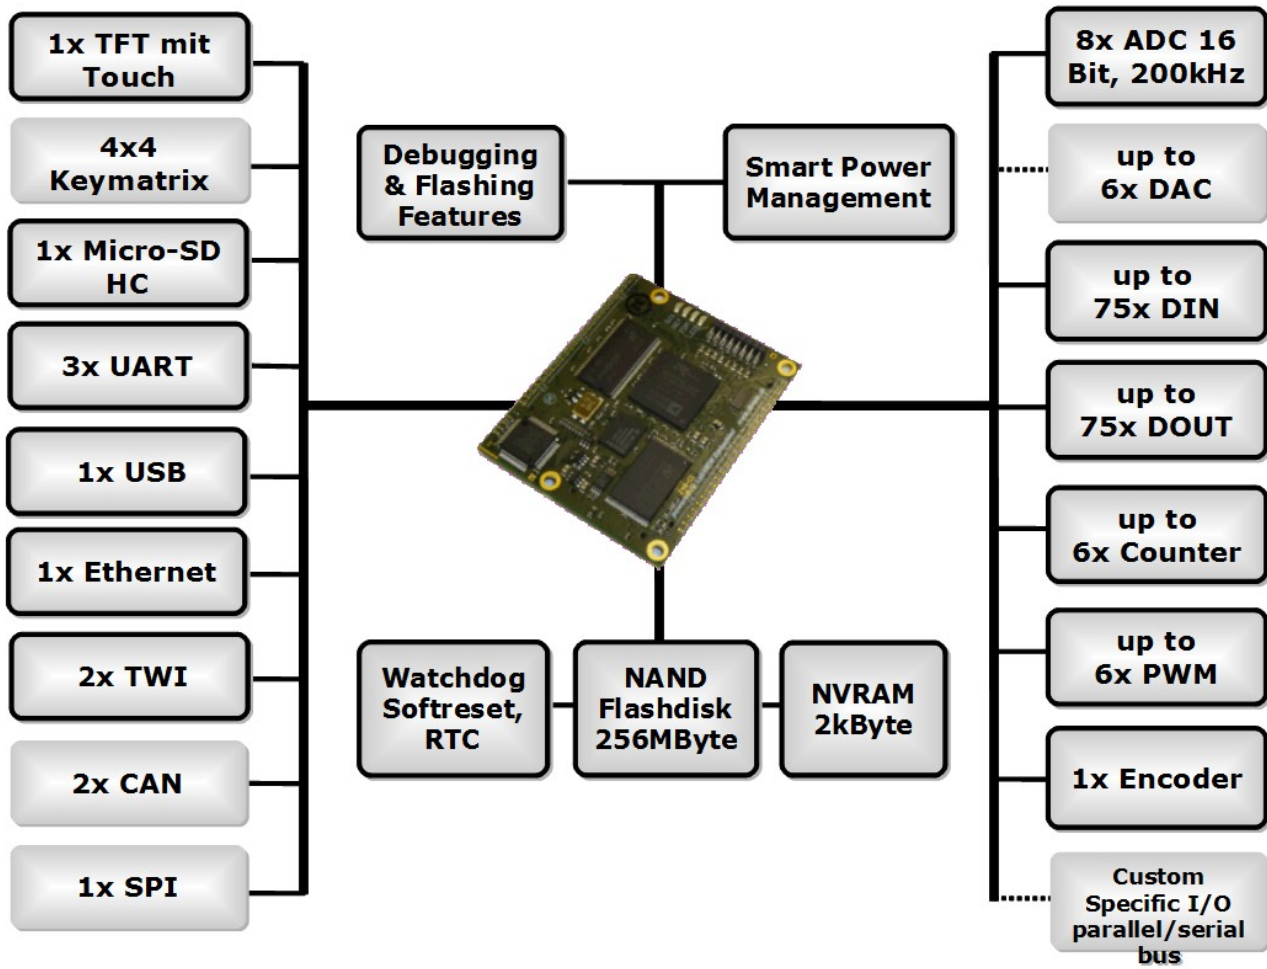 1x TFT mit
Touch
4x4
Keymatrix
1x Micro-SD
HC
3x UART
1x USB
1x Ethernet
2x TWI
2x CAN
1x SPI
Debugging
& Flashing
Features
Smart Power
Management
Watchdog
Softreset,
RTC
NAND
Flashdisk
256MByte
NVRAM
2kByte
8x ADC 16
Bit, 200kHz
up to
6x DAC
up to
75x DIN
up to
75x DOUT
up to
6x Counter
up to
6x PWM
1x Encoder
Custom
Specific I/O
parallel/serial
bus